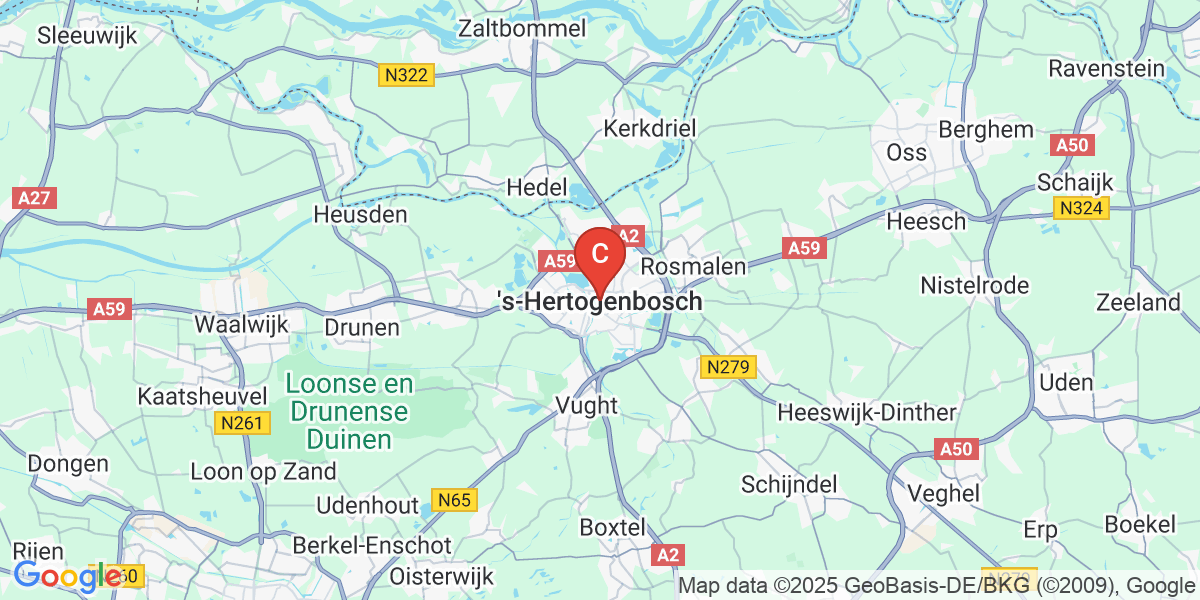 Sleeuwijk
Zaltbommel
N322
Ravenstein
Kerkdriel
Berghem
A50
Oss
Hedel
Schaijk
A27
N324
Heusden
Heesch
A2
A59
A59
C
Rosmalen
Nistelrode
's-Hertogenbosch
Zeeland
A59
Waalwijk
Drunen
N279
Loonse en
Drunense
Duinen
Uden
Kaatsheuvel
Vught
Heeswijk-Dinther
N261
A50
Dongen
Loon op Zand
Schijndel
Veghel
Udenhout
N65
Boxtel
Erp
Boekel
Rijen
Berkel-Enschot
A2
Google
Oisterwijk
Map data ©2025 GeoBasis-DE/BKG (©2009), Google